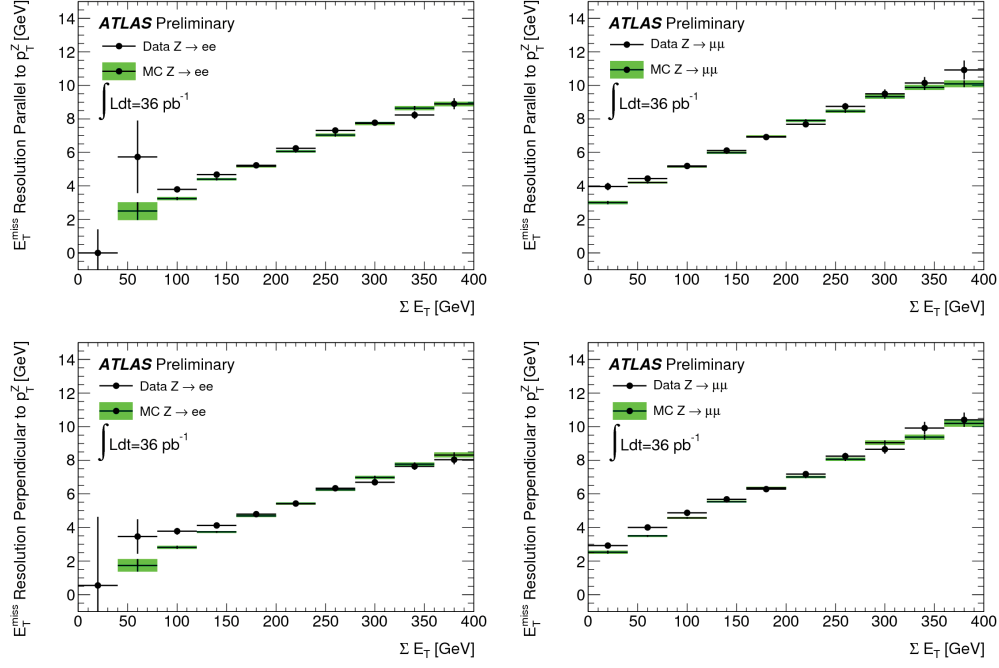 E_T^miss Resolution Parallel to p_T^Z [GeV]
14
12
10
8
6
4
2
0
ATLAS Preliminary
Data Z → ee
MC Z → ee
∫ Ldt=36 pb^-1
0 50 100 150 200 250 300 350 400
Σ E_T [GeV]
E_T^miss Resolution Parallel to p_T^Z [GeV]
14
12
10
8
6
4
2
0
ATLAS Preliminary
Data Z → μμ
MC Z → μμ
∫ Ldt=36 pb^-1
0 50 100 150 200 250 300 350 400
Σ E_T [GeV]
E_T^miss Resolution Perpendicular to p_T^Z [GeV]
14
12
10
8
6
4
2
0
ATLAS Preliminary
Data Z → ee
MC Z → ee
∫ Ldt=36 pb^-1
0 50 100 150 200 250 300 350 400
Σ E_T [GeV]
E_T^miss Resolution Perpendicular to p_T^Z [GeV]
14
12
10
8
6
4
2
0
ATLAS Preliminary
Data Z → μμ
MC Z → μμ
∫ Ldt=36 pb^-1
0 50 100 150 200 250 300 350 400
Σ E_T [GeV]